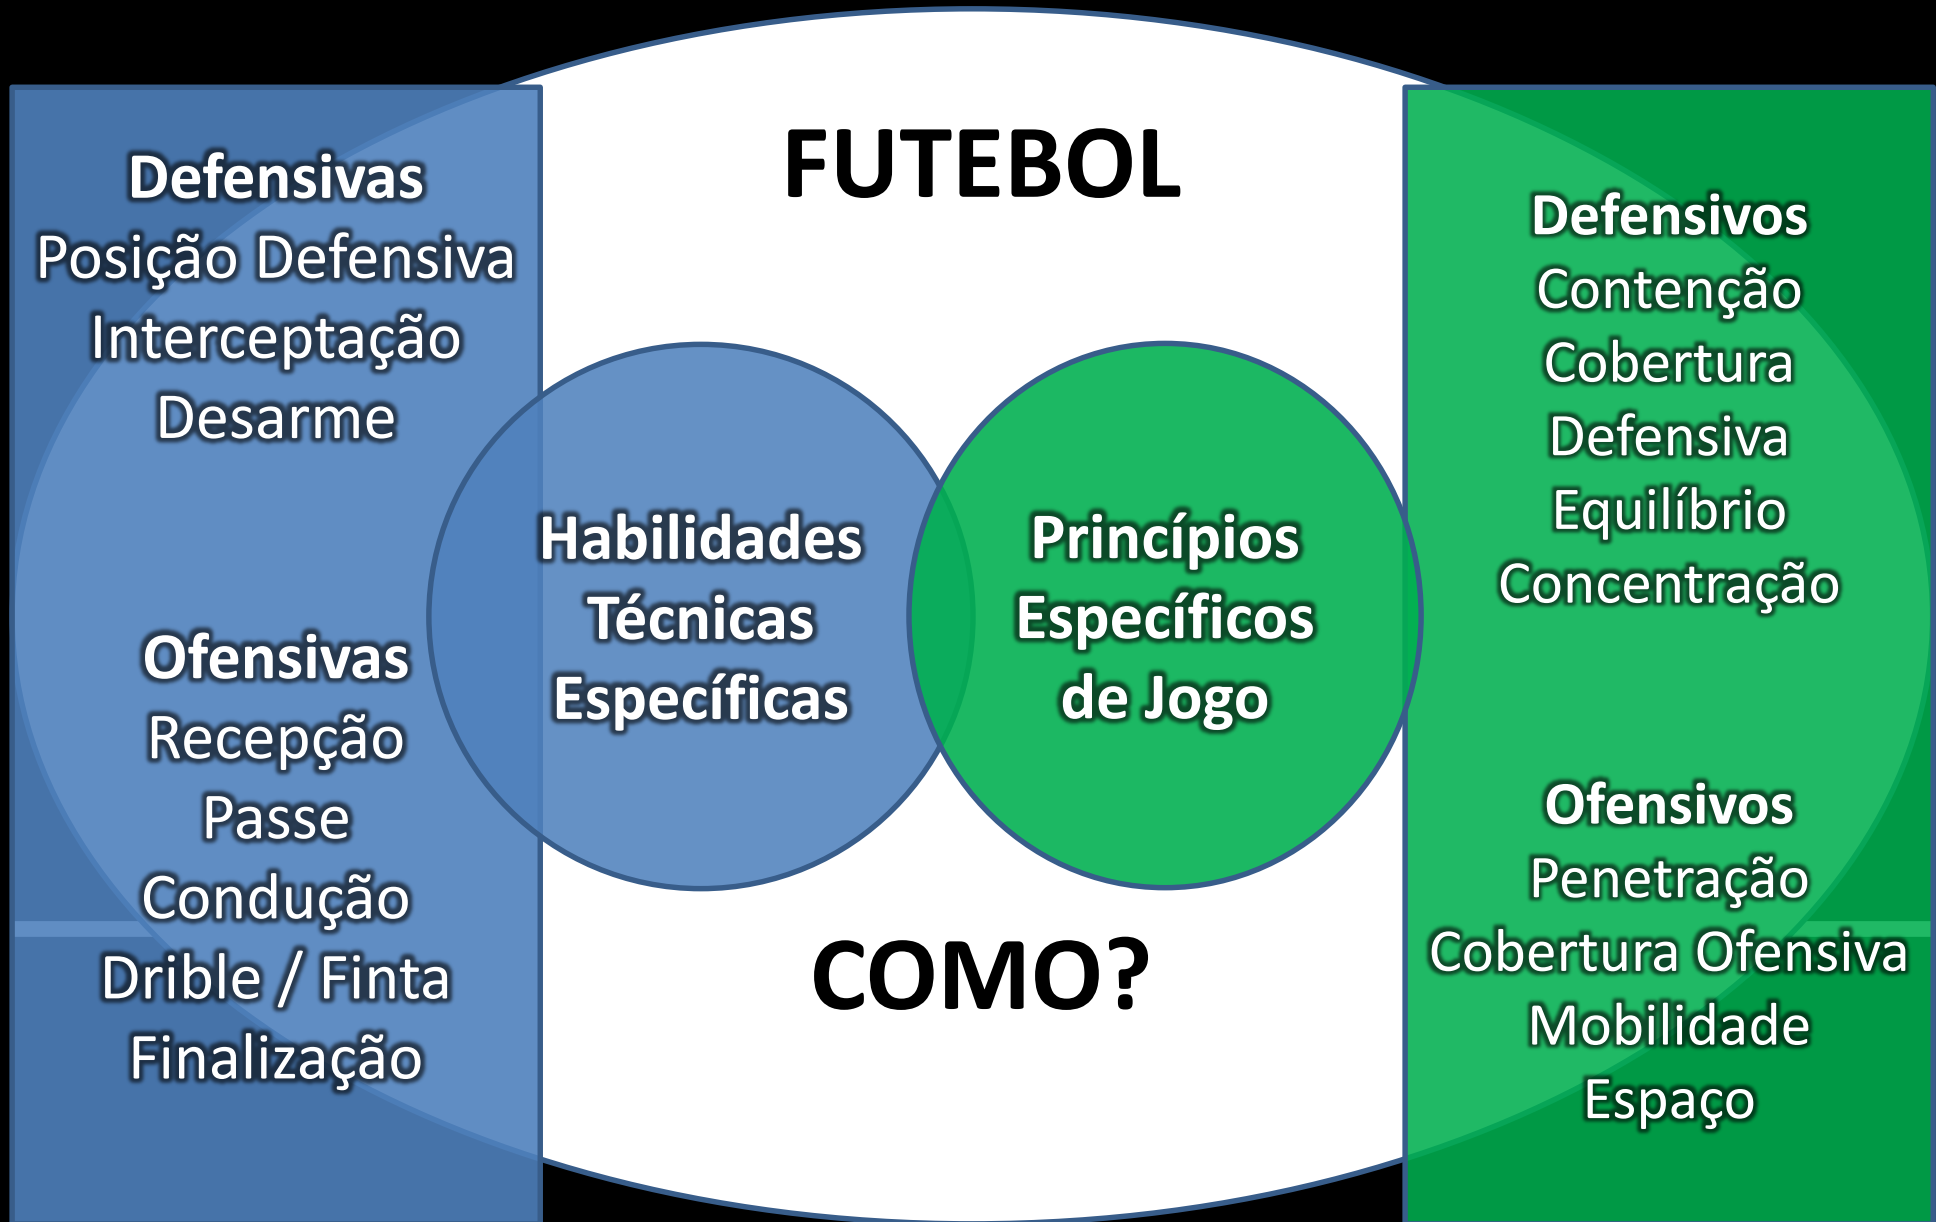 FUTEBOL
Defensivas
Posição Defensiva
Interceptação
Desarme
Ofensivas
Recepção
Passe
Condução
Drible / Finta
Finalização
Habilidades
Técnicas
Específicas
Princípios
Específicos
de Jogo
Defensivos
Contenção
Cobertura
Defensiva
Equilíbrio
Concentração
Ofensivos
Penetração
Cobertura Ofensiva
Mobilidade
Espaço
COMO?